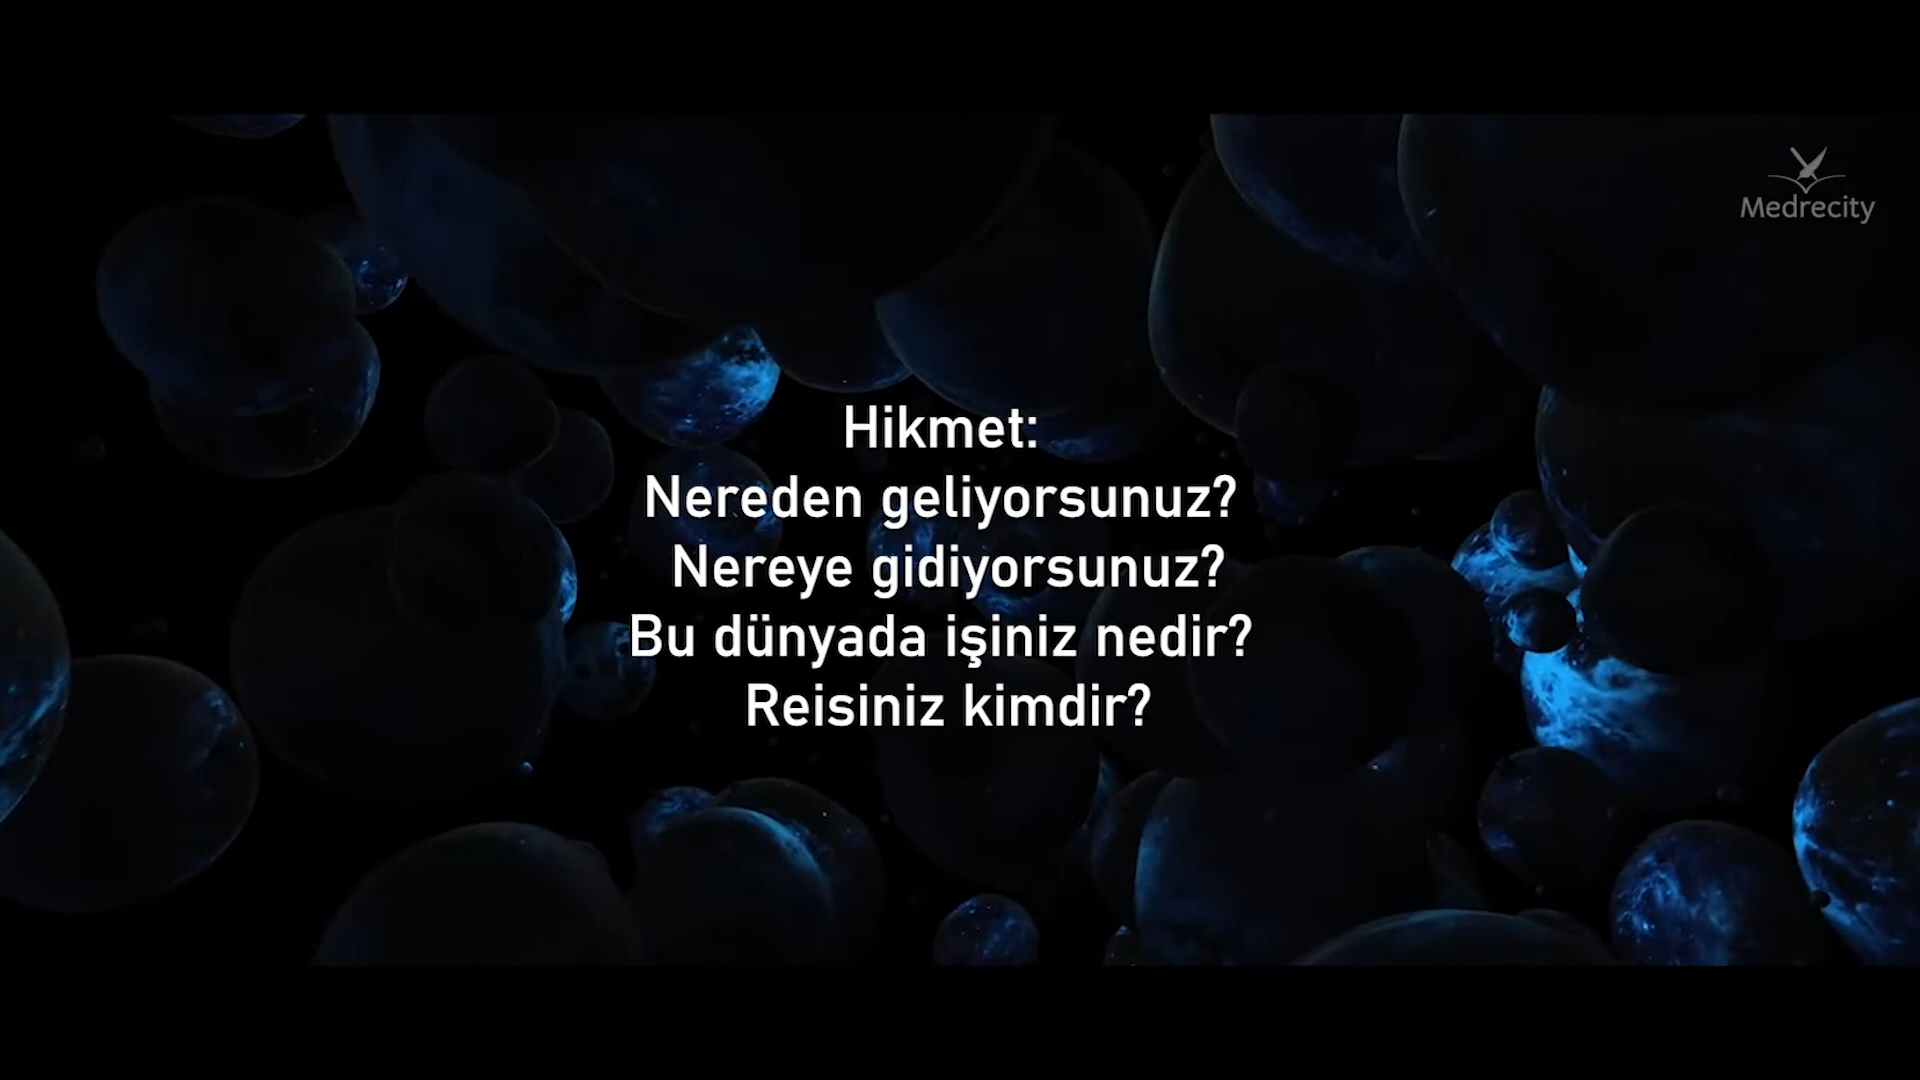 Medrecity
Hikmet:
Nereden geliyorsunuz?
Nereye gidiyorsunuz?
Bu dünyada işiniz nedir?
Reisiniz kimdir?